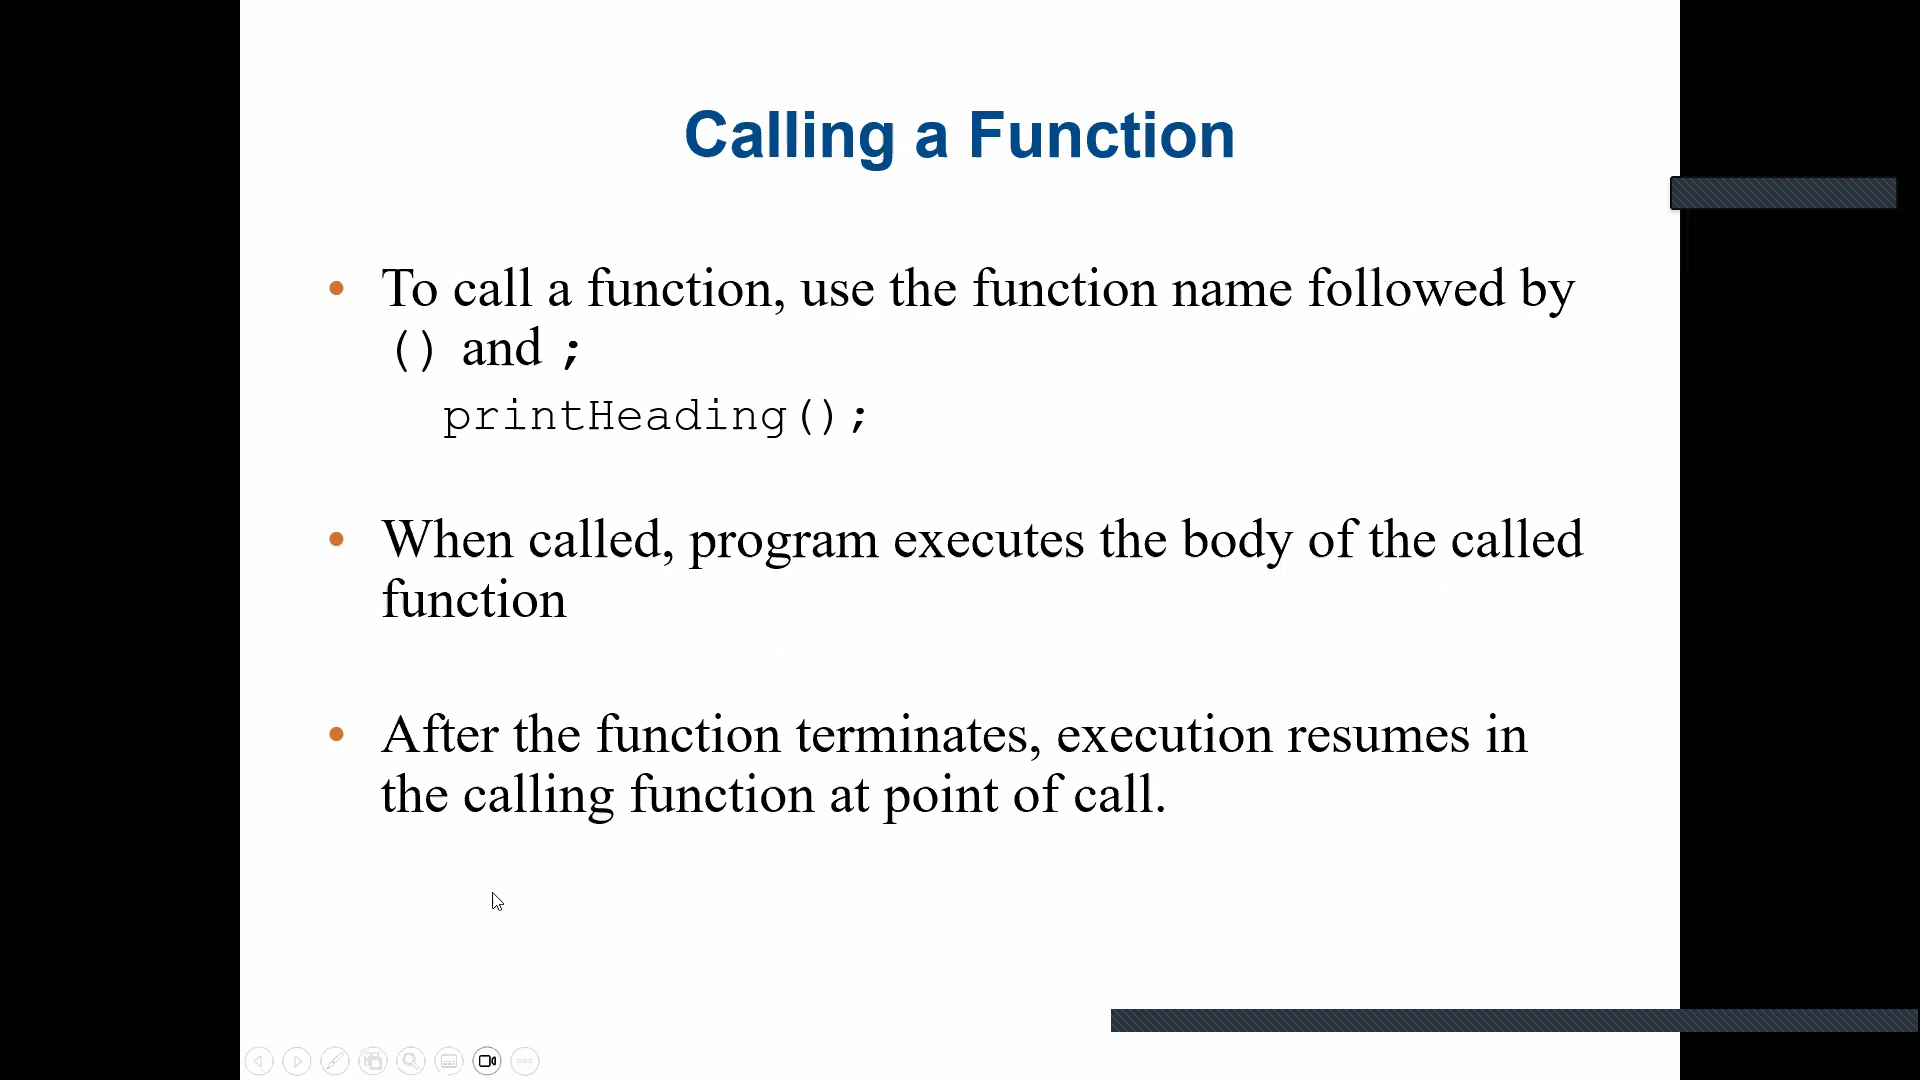 Calling a Function
• To call a function, use the function name followed by
() and ;
printHeading();
• When called, program executes the body of the called
function
• After the function terminates, execution resumes in
the calling function at point of call.